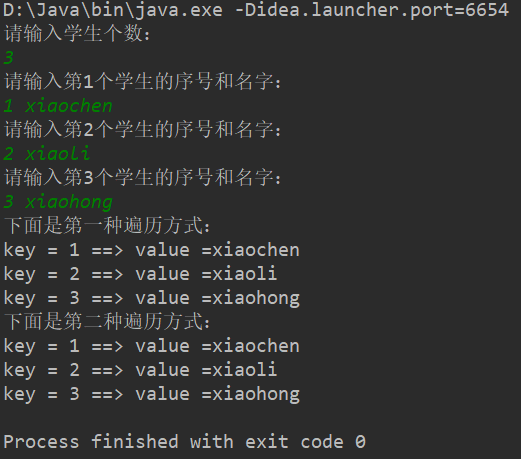 D:\Java\bin\java.exe -Didea.launcher.port=6654
请输入学生个数:
3
请输入第1个学生的序号和名字:
1 xiaochen
请输入第2个学生的序号和名字:
2 xiaoli
请输入第3个学生的序号和名字:
3 xiaohong
下面是第一种遍历方式:
key = 1 ==> value =xiaochen
key = 2 ==> value =xiaoli
key = 3 ==> value =xiaohong
下面是第二种遍历方式:
key = 1 ==> value =xiaochen
key = 2 ==> value =xiaoli
key = 3 ==> value =xiaohong
Process finished with exit code 0